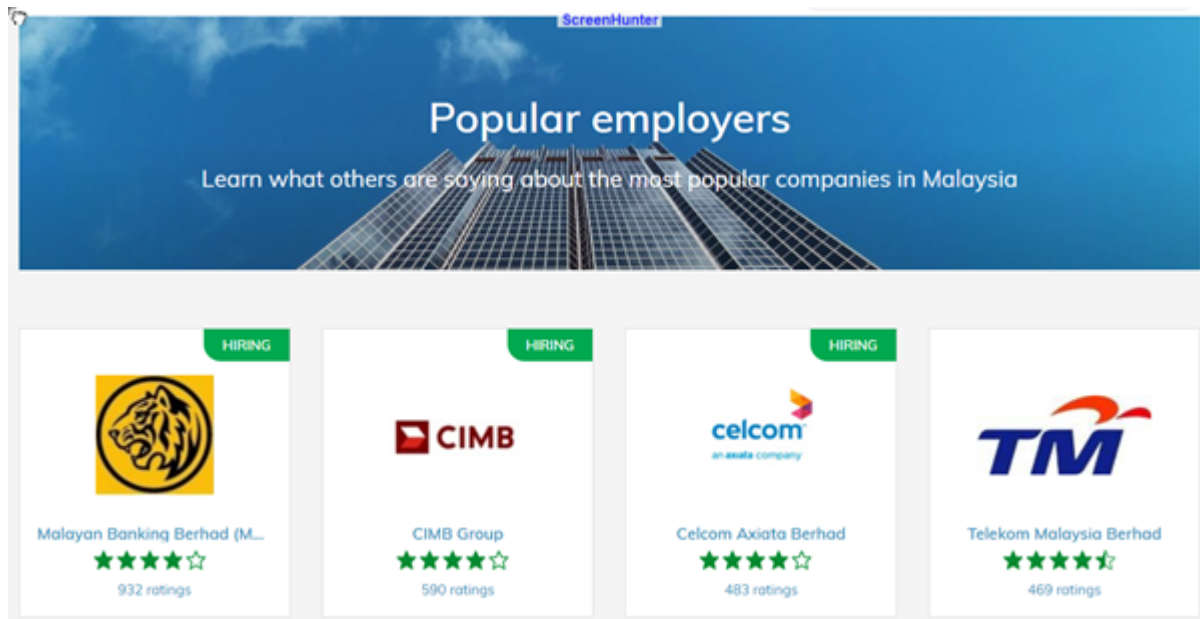 ScreenHunter
Popular employers
Learn what others are saying about the most popular companies in Malaysia
HIRING
HIRING
HIRING
CIMB
celcom
an axiata company
TM
Malayan Banking Berhad (M...
CIMB Group
Celcom Axiata Berhad
Telekom Malaysia Berhad
932 ratings
590 ratings
483 ratings
469 ratings